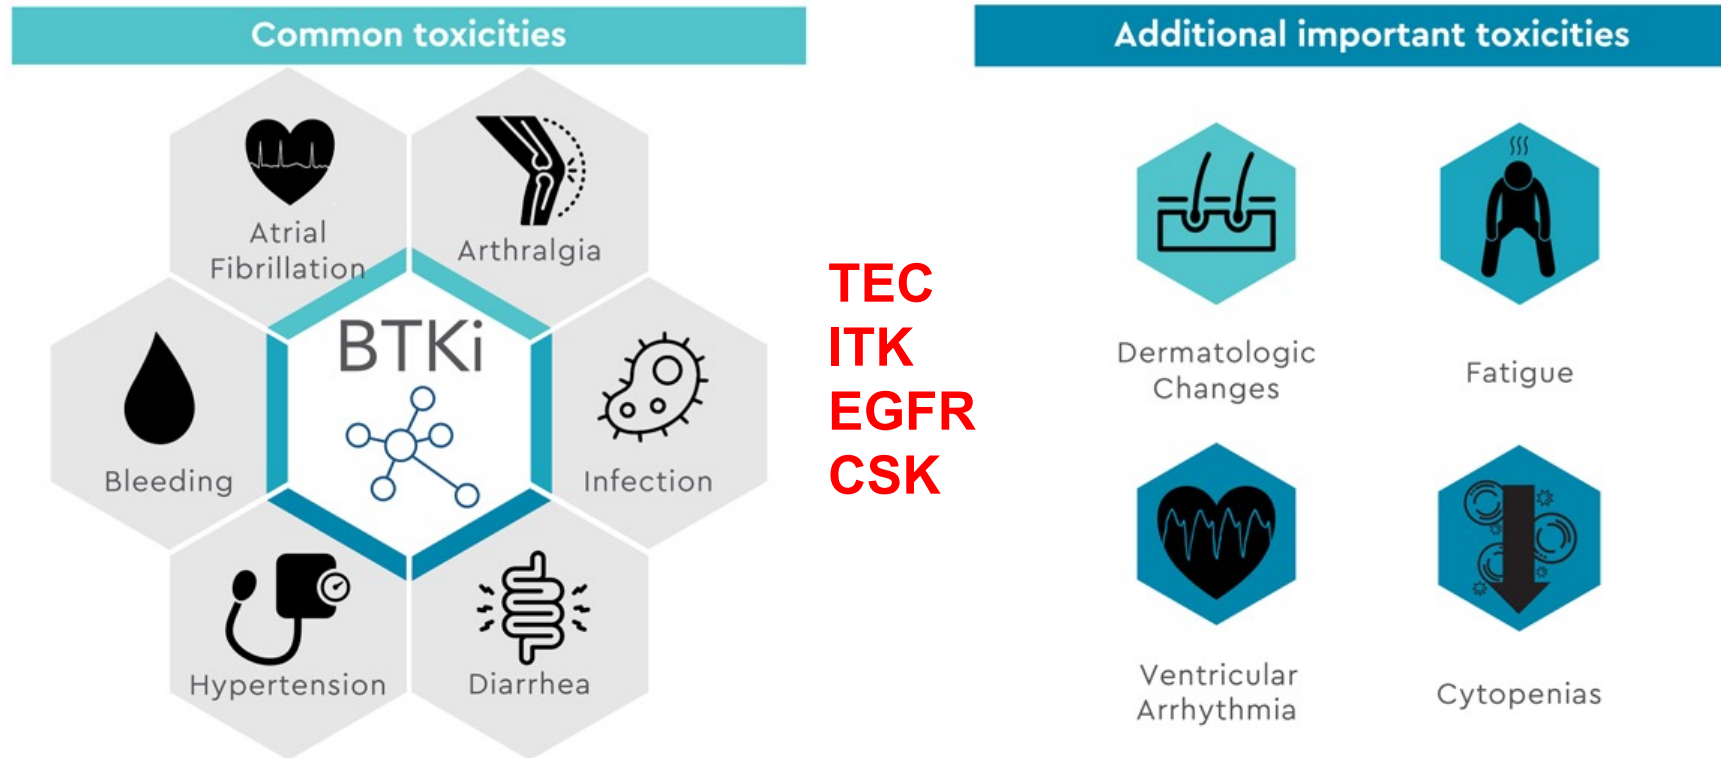 Common toxicities
Atrial
Fibrillation
Arthralgia
BTKi
Bleeding
Infection
Hypertension
Diarrhea
TEC
ITK
EGFR
CSK
Additional important toxicities
Dermatologic
Changes
Fatigue
Ventricular
Arrhythmia
Cytopenias